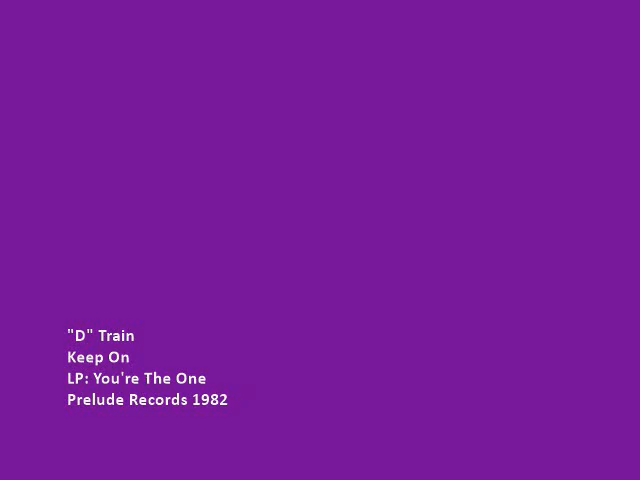 "D" Train
Keep On
LP: You're The One
Prelude Records 1982